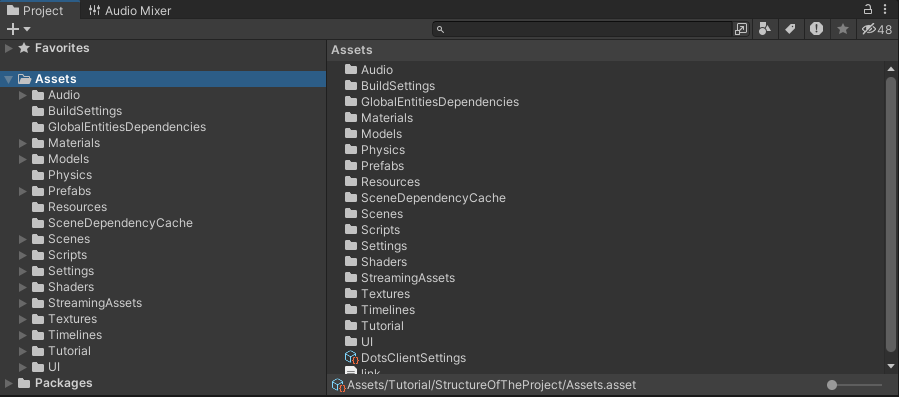 Project Audio Mixer
48
Favorites
Assets
Audio
BuildSettings
GlobalEntitiesDependencies
Materials
Models
Physics
Prefabs
Resources
SceneDependencyCache
Scenes
Scripts
Settings
Shaders
StreamingAssets
Textures
Timelines
Tutorial
UI
Packages
Assets
Audio
BuildSettings
GlobalEntitiesDependencies
Materials
Models
Physics
Prefabs
Resources
SceneDependencyCache
Scenes
Scripts
Settings
Shaders
StreamingAssets
Textures
Timelines
Tutorial
UI
DotsClientSettings
link
Assets/Tutorial/StructureOfTheProject/Assets.asset